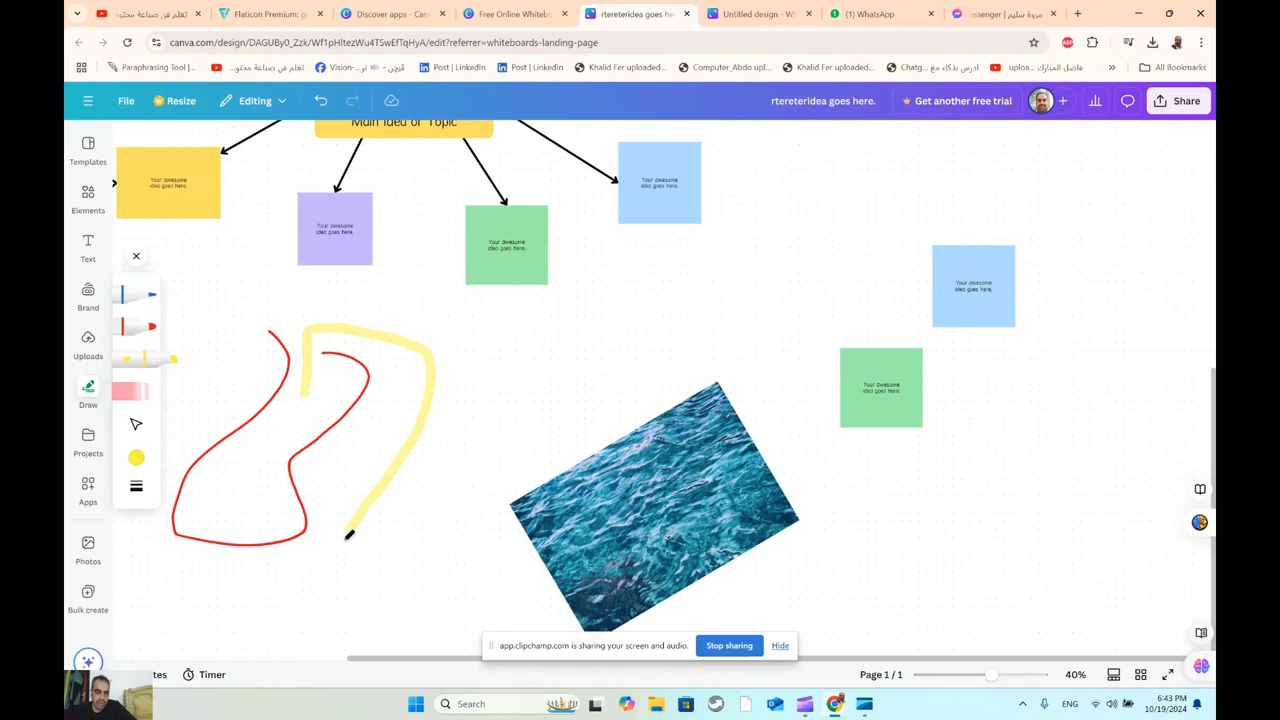 تعلم فن صناعة محتو
Flaticon Premium: g
Discover apps - Can
Free Online Whitebo
rtereteridea goes here
Untitled design - W
(1) WhatsApp
essenger | مروة سليم
canva.com/design/DAGUBy0_Zzk/Wf1pHltezWu4TSwEfTqHyA/edit?referrer=whiteboards-landing-page
ABP
Paraphrasing Tool |...
تعلم فن صناعة محتو...
Post | LinkedIn
Post | LinkedIn
Khalid Fer uploaded...
Computer_Abdo upl...
Khalid Fer uploaded...
Chatg... ادرس بذكاء مع
uploa... فاضل المبارك
All Bookmarks
File
Resize
Editing
rtereteridea goes here.
Get another free trial
Share
Main Idea or Topic
Templates
Elements
Text
Brand
Uploads
Draw
Projects
Apps
Photos
Bulk create
Your awesome
idea goes here.
Your awesome
idea goes here.
Your awesome
idea goes here.
Your awesome
idea goes here.
Your awesome
idea goes here.
Your awesome
idea goes here.
app.clipchamp.com is sharing your screen and audio.
Stop sharing
Hide
tes
Timer
Page 1 / 1
40%
Search
ENG
6:43 PM
10/19/2024